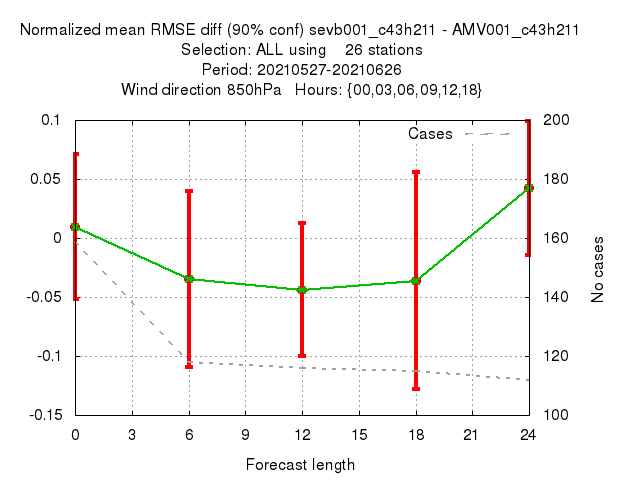 Normalized mean RMSE diff (90% conf) sevb001_c43h211 - AMV001_c43h211
Selection: ALL using    26 stations
Period: 20210527-20210626
Wind direction 850hPa   Hours: {00,03,06,09,12,18}
0.1
0.05
0
-0.05
-0.1
-0.15
Cases
200
180
160
140
120
100
No cases
0 3 6 9 12 15 18 21 24
Forecast length